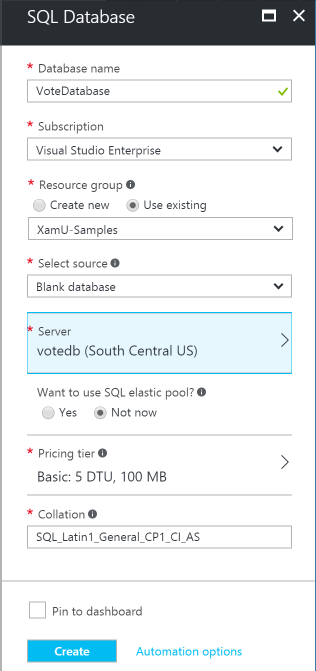 SQL Database
* Database name
VoteDatabase
* Subscription
Visual Studio Enterprise
* Resource group
Create new Use existing
XamU-Samples
* Select source
Blank database
* Server
votedb (South Central US)
Want to use SQL elastic pool?
Yes Not now
* Pricing tier
Basic: 5 DTU, 100 MB
* Collation
SQL_Latin1_General_CP1_CI_AS
Pin to dashboard
Create Automation options